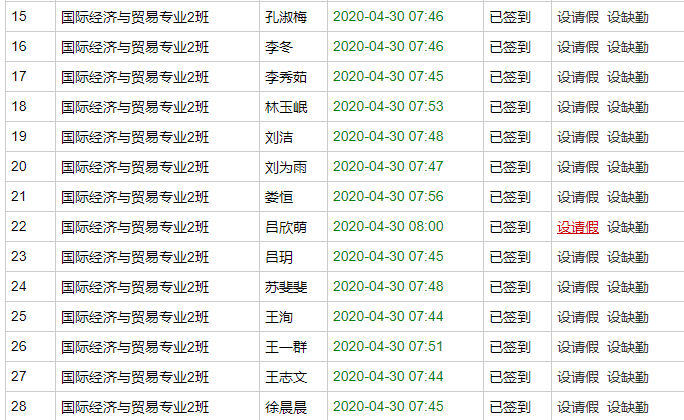 15 国际经济与贸易专业2班 孔淑梅 2020-04-30 07:46 已签到 设请假 设缺勤
16 国际经济与贸易专业2班 李冬 2020-04-30 07:46 已签到 设请假 设缺勤
17 国际经济与贸易专业2班 李秀茹 2020-04-30 07:45 已签到 设请假 设缺勤
18 国际经济与贸易专业2班 林玉岷 2020-04-30 07:53 已签到 设请假 设缺勤
19 国际经济与贸易专业2班 刘洁 2020-04-30 07:48 已签到 设请假 设缺勤
20 国际经济与贸易专业2班 刘为雨 2020-04-30 07:47 已签到 设请假 设缺勤
21 国际经济与贸易专业2班 娄恒 2020-04-30 07:56 已签到 设请假 设缺勤
22 国际经济与贸易专业2班 吕欣萌 2020-04-30 08:00 已签到 设请假 设缺勤
23 国际经济与贸易专业2班 吕玥 2020-04-30 07:45 已签到 设请假 设缺勤
24 国际经济与贸易专业2班 苏斐斐 2020-04-30 07:48 已签到 设请假 设缺勤
25 国际经济与贸易专业2班 王洵 2020-04-30 07:44 已签到 设请假 设缺勤
26 国际经济与贸易专业2班 王一群 2020-04-30 07:51 已签到 设请假 设缺勤
27 国际经济与贸易专业2班 王志文 2020-04-30 07:44 已签到 设请假 设缺勤
28 国际经济与贸易专业2班 徐晨晨 2020-04-30 07:45 已签到 设请假 设缺勤